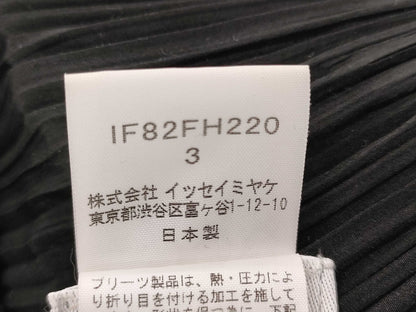 IF82FH220
3
株式会社 イッセイミヤケ
東京都渋谷区富ヶ谷1-12-10
日本製
プリーツ製品は、熱・圧力によ
り折り目を付ける加工を施して